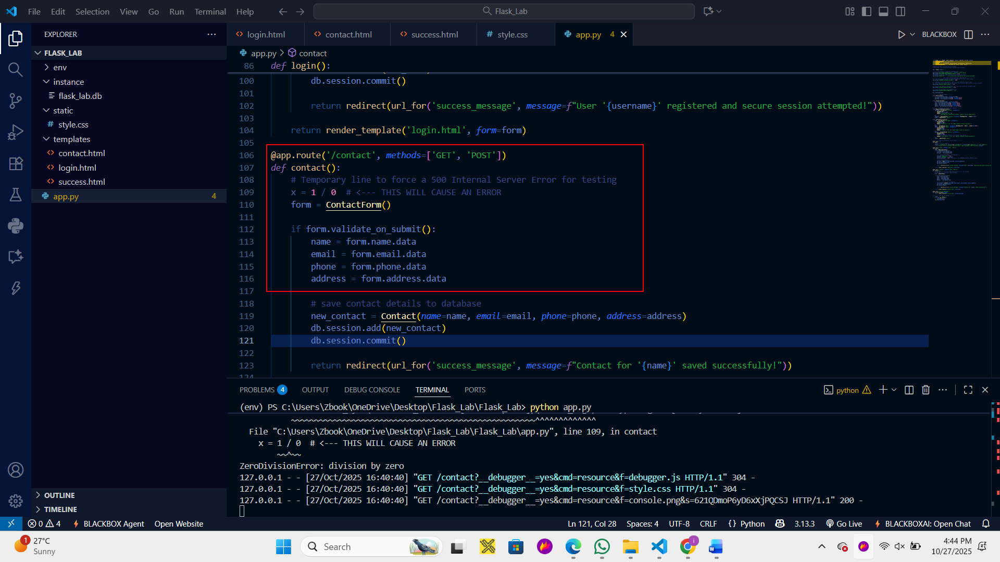 File Edit Selection View Go Run Terminal Help
Flask_Lab
EXPLORER
FLASK_LAB
env
instance
flask_lab.db
static
style.css
templates
contact.html
login.html
success.html
app.py 4
OUTLINE
TIMELINE
login.html
contact.html
success.html
style.css
app.py 4
BLACKBOX
app.py > contact
86 def login():
100 db.session.commit()
101
102 return redirect(url_for('success_message', message=f"User '{username}' registered and secure session attempted!"))
103
104 return render_template('login.html', form=form)
105
106 @app.route('/contact', methods=['GET', 'POST'])
107 def contact():
108 # Temporary line to force a 500 Internal Server Error for testing
109 x = 1 / 0 # <--- THIS WILL CAUSE AN ERROR
110 form = ContactForm()
111
112 if form.validate_on_submit():
113 name = form.name.data
114 email = form.email.data
115 phone = form.phone.data
116 address = form.address.data
117
118 # save contact details to database
119 new_contact = Contact(name=name, email=email, phone=phone, address=address)
120 db.session.add(new_contact)
121 db.session.commit()
122
123 return redirect(url_for('success_message', message=f"Contact for '{name}' saved successfully!"))
124
PROBLEMS 4 OUTPUT DEBUG CONSOLE TERMINAL PORTS
python
(env) PS C:\Users\Zbook\OneDrive\Desktop\Flask_Lab\Flask_Lab> python app.py
File "C:\Users\Zbook\OneDrive\Desktop\Flask_Lab\Flask_Lab\app.py", line 109, in contact
x = 1 / 0 # <--- THIS WILL CAUSE AN ERROR
~~^~~
ZeroDivisionError: division by zero
127.0.0.1 - - [27/Oct/2025 16:40:40] "GET /contact?__debugger__=yes&cmd=resource&f=debugger.js HTTP/1.1" 304 -
127.0.0.1 - - [27/Oct/2025 16:40:40] "GET /contact?__debugger__=yes&cmd=resource&f=style.css HTTP/1.1" 304 -
127.0.0.1 - - [27/Oct/2025 16:40:40] "GET /contact?__debugger__=yes&cmd=resource&f=console.png&s=621QDmoP6yD6xXjPQCSJ HTTP/1.1" 200 -
0 4 BLACKBOX Agent Open Website
Ln 121, Col 28 Spaces: 4 UTF-8 CRLF {} Python 3.13.3 Go Live BLACKBOXAI: Open Chat
1 27°C
Sunny
Search
4:44 PM
10/27/2025